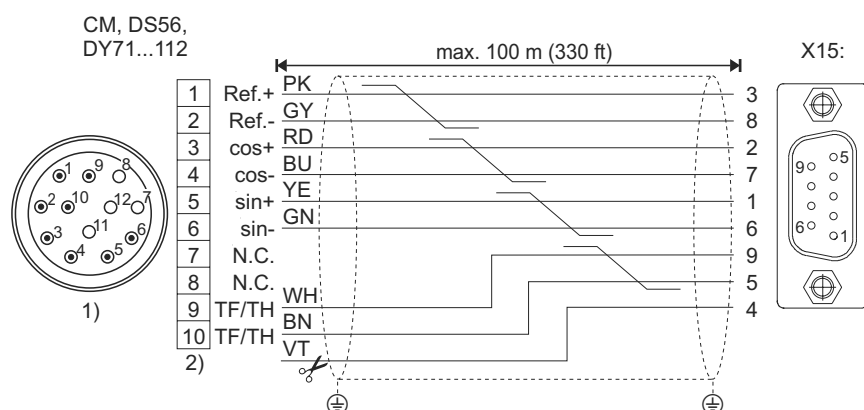 CM, DS56,
DY71...112
max. 100 m (330 ft)
X15:
1 Ref.+ PK 3
2 Ref.- GY 8
3 cos+ RD 2
4 cos- BU 7
5 sin+ YE 1
6 sin- GN 6
7 N.C. 9
8 N.C. 5
9 TF/TH WH 4
10 TF/TH BN
VT
1 9 8
2 10 12 7
11
3 6
4 5
1)
2)
5
9
6
1